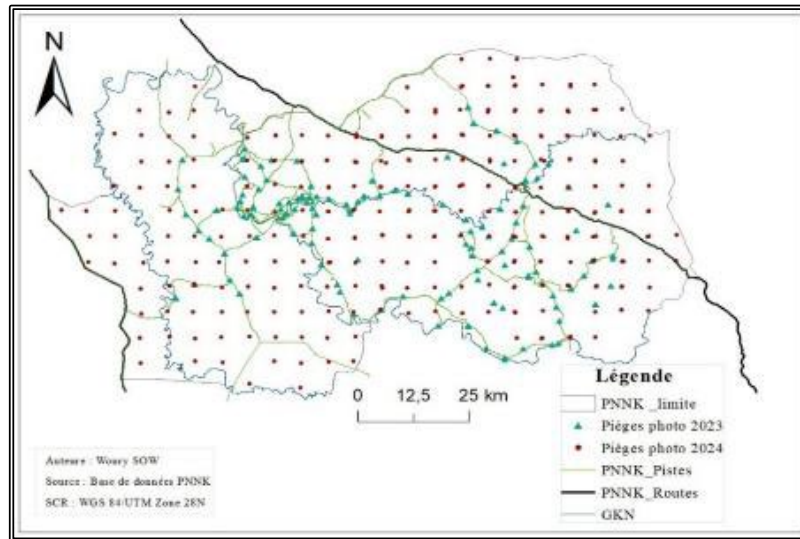 N
0 12,5 25 km
Légende
PNNK _limite
Pièges photo 2023
Pièges photo 2024
PNNK_Pistes
PNNK_Routes
GKN
Auteure : Woury SOW
Source : Base de données PNNK
SCR : WGS 84/UTM Zone 28N